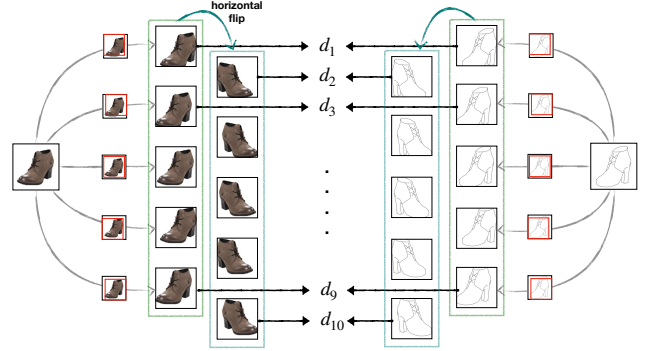 horizontal
flip
d₁
d₂
d₃
.
.
.
.
d₉
d₁₀